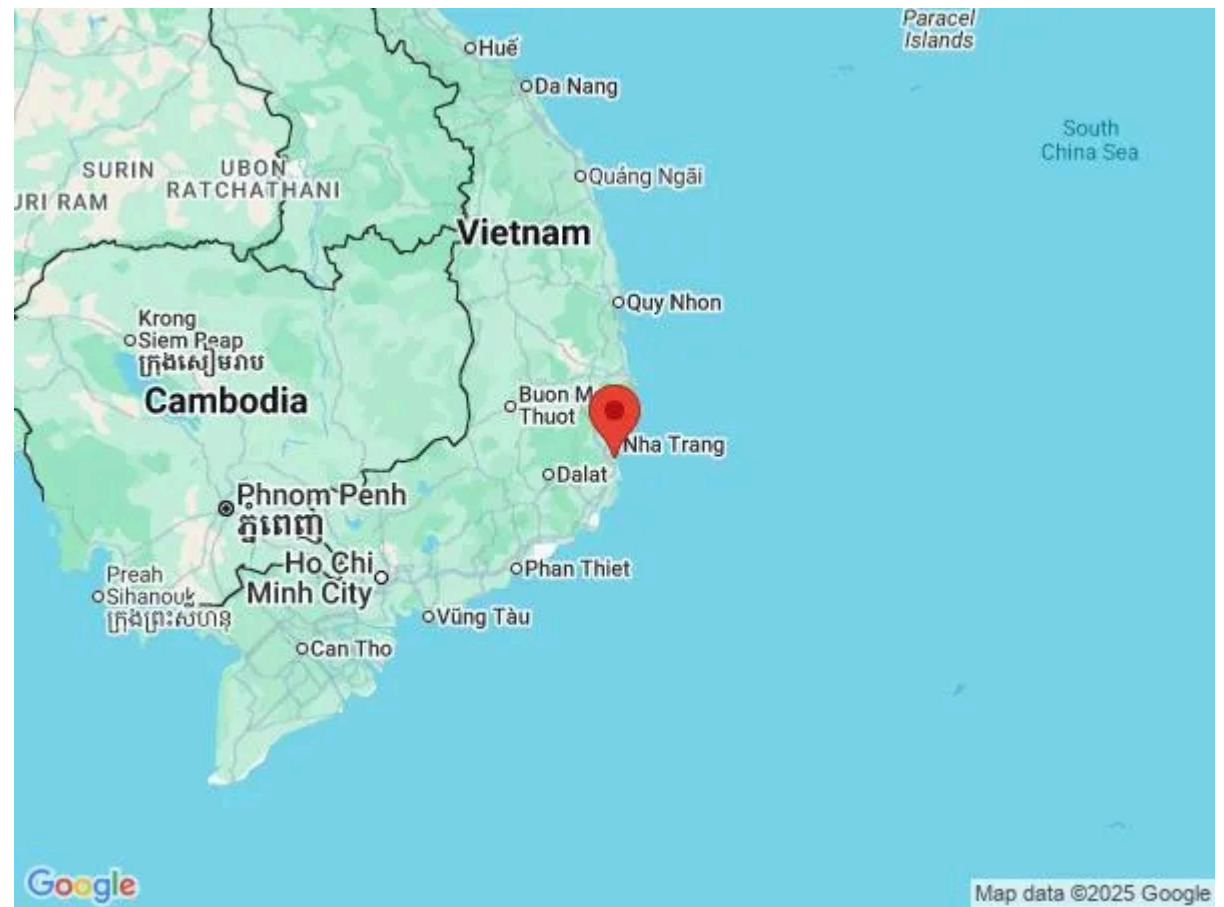 Paracel
Islands
Huế
Da Nang
South
China Sea
SURIN
UBON
RATCHATHANI
URI RAM
Quảng Ngãi
Vietnam
Quy Nhon
Krong
Siem Reap
ក្រុងសៀមរាប
Cambodia
Buon M
Thuot
Nha Trang
Dalat
Phnom Penh
ភ្នំពេញ
Ho Chi
Minh City
Phan Thiet
Preah
Sihanouk
ក្រុងព្រះសីហនុ
Vũng Tàu
Can Tho
Google
Map data ©2025 Google